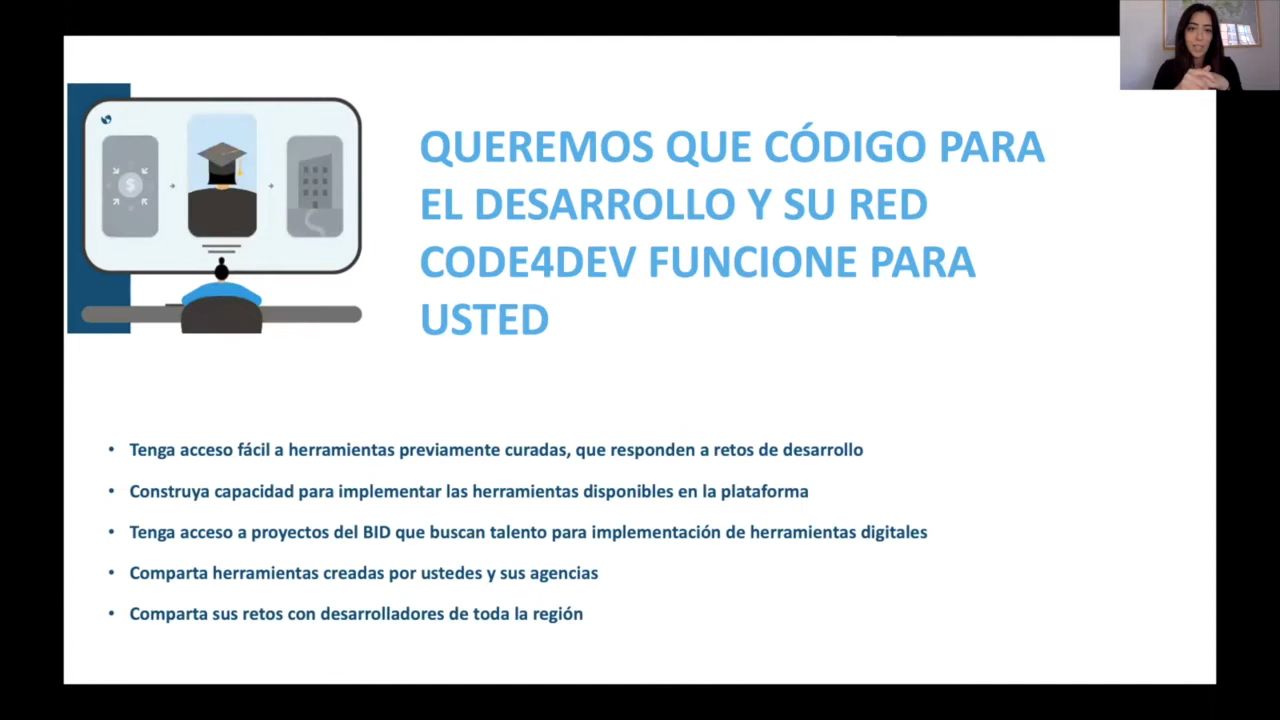 QUEREMOS QUE CÓDIGO PARA
EL DESARROLLO Y SU RED
CODE4DEV FUNCIONE PARA
USTED
$
• Tenga acceso fácil a herramientas previamente curadas, que responden a retos de desarrollo
• Construya capacidad para implementar las herramientas disponibles en la plataforma
• Tenga acceso a proyectos del BID que buscan talento para implementación de herramientas digitales
• Comparta herramientas creadas por ustedes y sus agencias
• Comparta sus retos con desarrolladores de toda la región